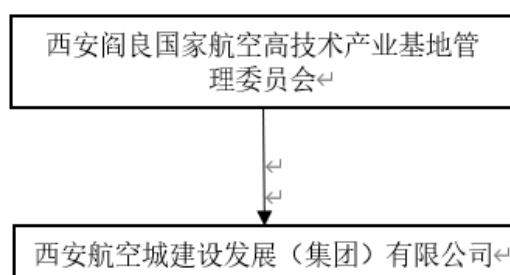 西安阎良国家航空高技术产业基地管
理委员会
西安航空城建设发展（集团）有限公司